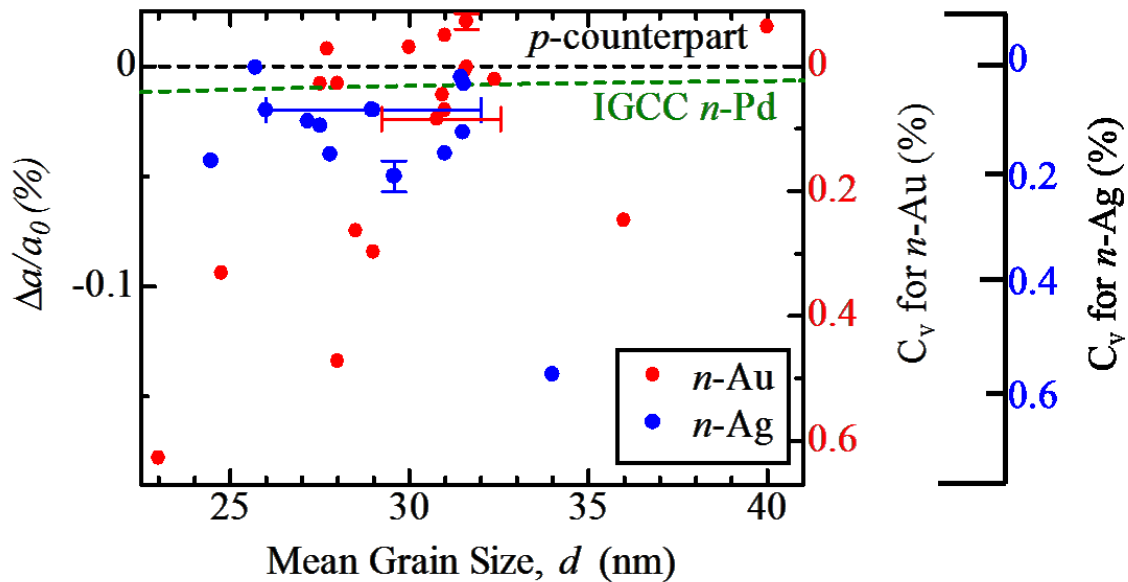 p-counterpart
IGCC n-Pd
0
-0.1
Δa/a0 (%)
25
30
35
40
Mean Grain Size, d (nm)
0
0.2
0.4
0.6
Cv for n-Au (%)
0
0.2
0.4
0.6
Cv for n-Ag (%)
n-Au
n-Ag